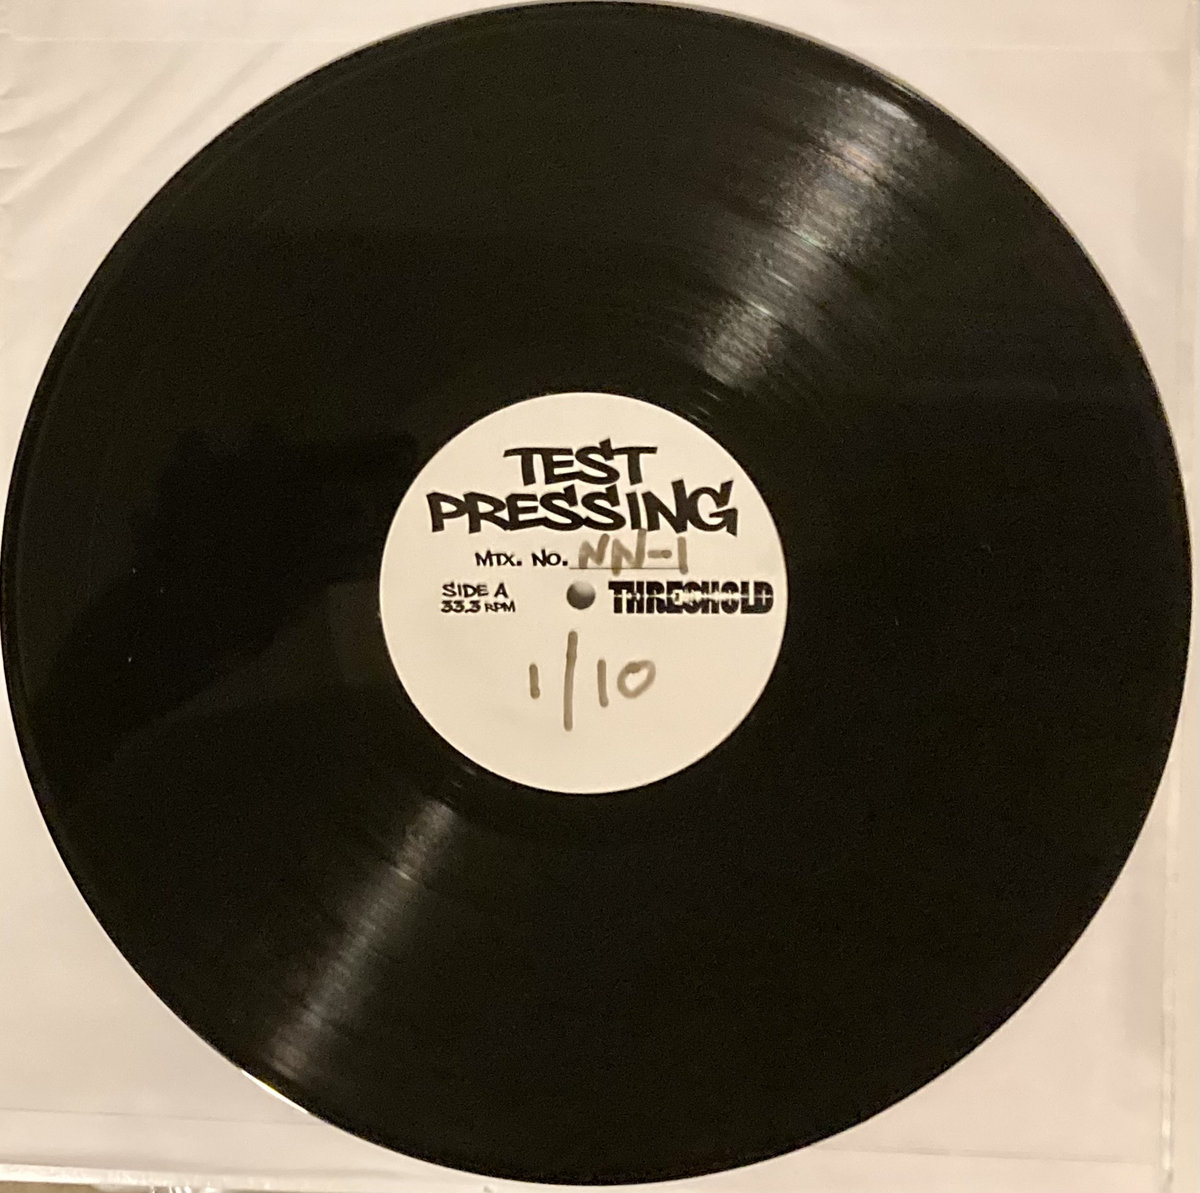 TEST
PRESSING
MTX. NO. NN-1
SIDE A
33.3 RPM
THRESHOLD
1/10